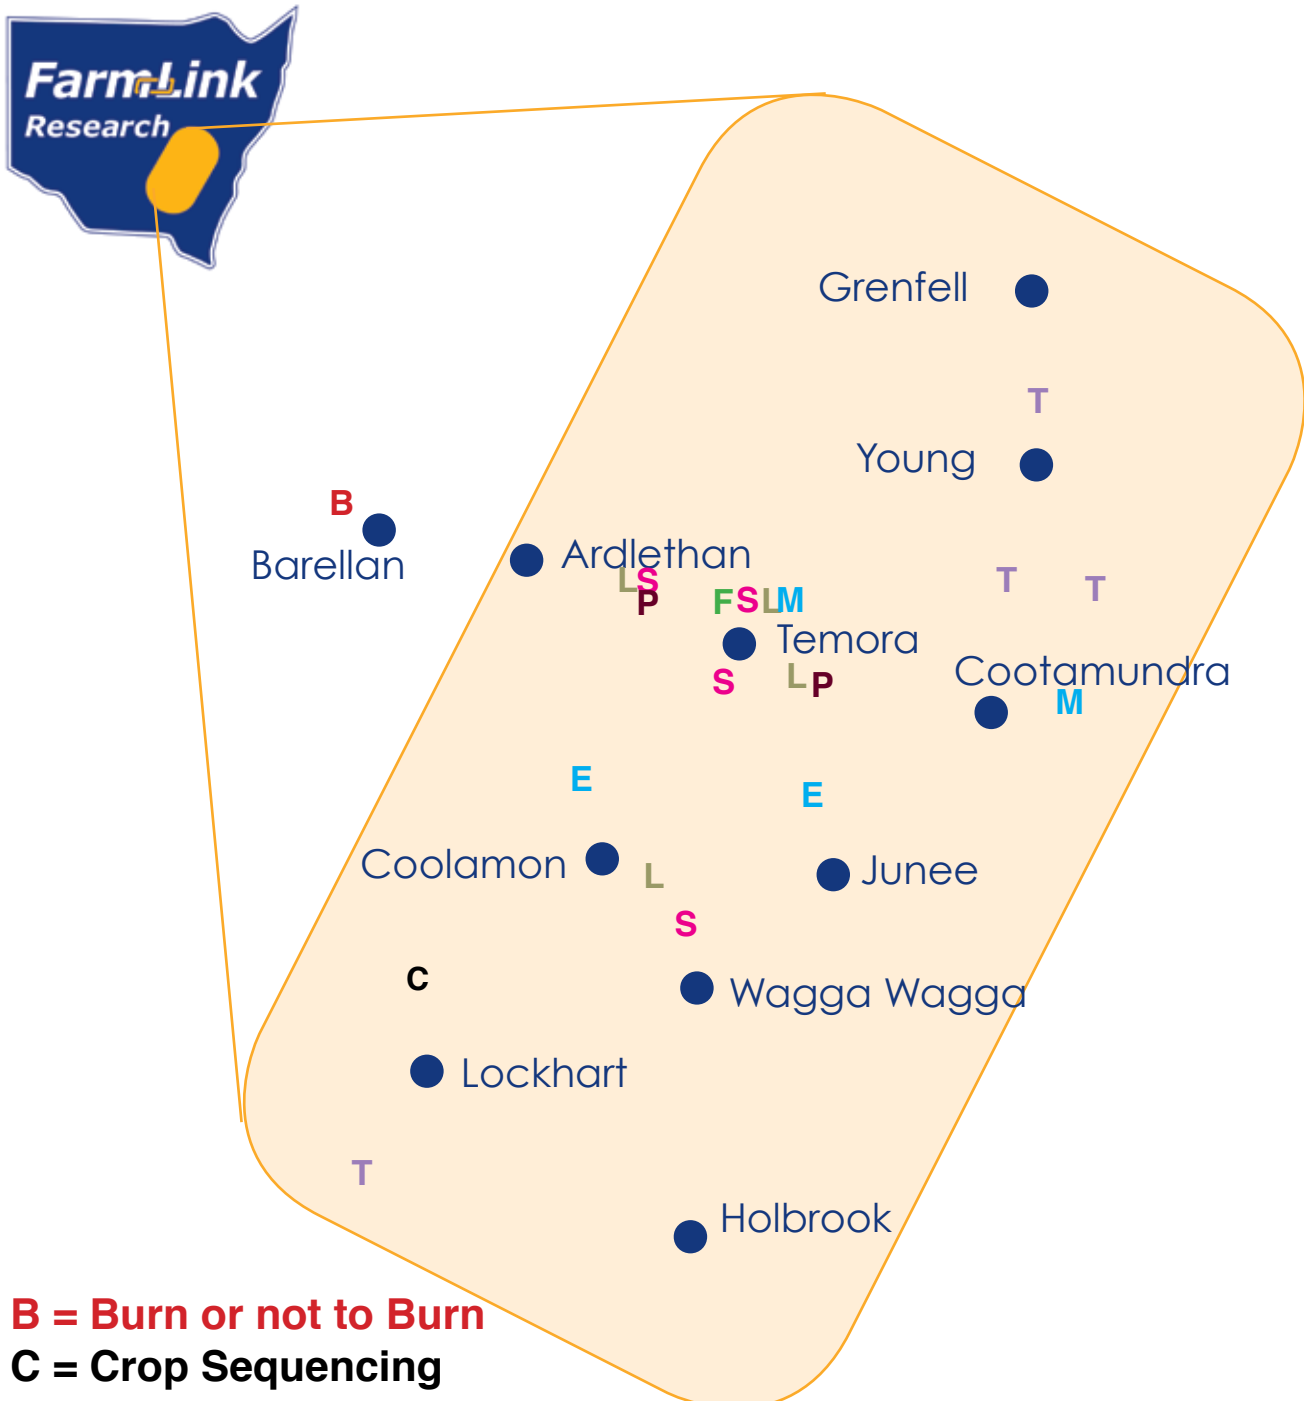 FarmLink
Research
Grenfell
T
Young
B
Barellan
Ardlethan
L S
P
F S L M
T
T
Temora
S
L P
Cootamundra
M
E
E
Coolamon
L
Junee
S
C
Wagga Wagga
Lockhart
T
Holbrook
B = Burn or not to Burn
C = Crop Sequencing